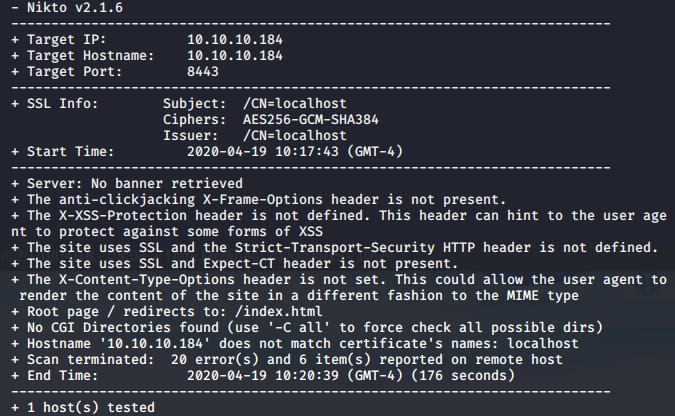 - Nikto v2.1.6
---------------------------------------------------------------------------
+ Target IP:          10.10.10.184
+ Target Hostname:    10.10.10.184
+ Target Port:        8443
---------------------------------------------------------------------------
+ SSL Info:        Subject:  /CN=localhost
                   Ciphers:  AES256-GCM-SHA384
                   Issuer:   /CN=localhost
+ Start Time:         2020-04-19 10:17:43 (GMT-4)
---------------------------------------------------------------------------
+ Server: No banner retrieved
+ The anti-clickjacking X-Frame-Options header is not present.
+ The X-XSS-Protection header is not defined. This header can hint to the user age
nt to protect against some forms of XSS
+ The site uses SSL and the Strict-Transport-Security HTTP header is not defined.
+ The site uses SSL and Expect-CT header is not present.
+ The X-Content-Type-Options header is not set. This could allow the user agent to
 render the content of the site in a different fashion to the MIME type
+ Root page / redirects to: /index.html
+ No CGI Directories found (use '-C all' to force check all possible dirs)
+ Hostname '10.10.10.184' does not match certificate's names: localhost
+ Scan terminated:  20 error(s) and 6 item(s) reported on remote host
+ End Time:           2020-04-19 10:20:39 (GMT-4) (176 seconds)
---------------------------------------------------------------------------
+ 1 host(s) tested